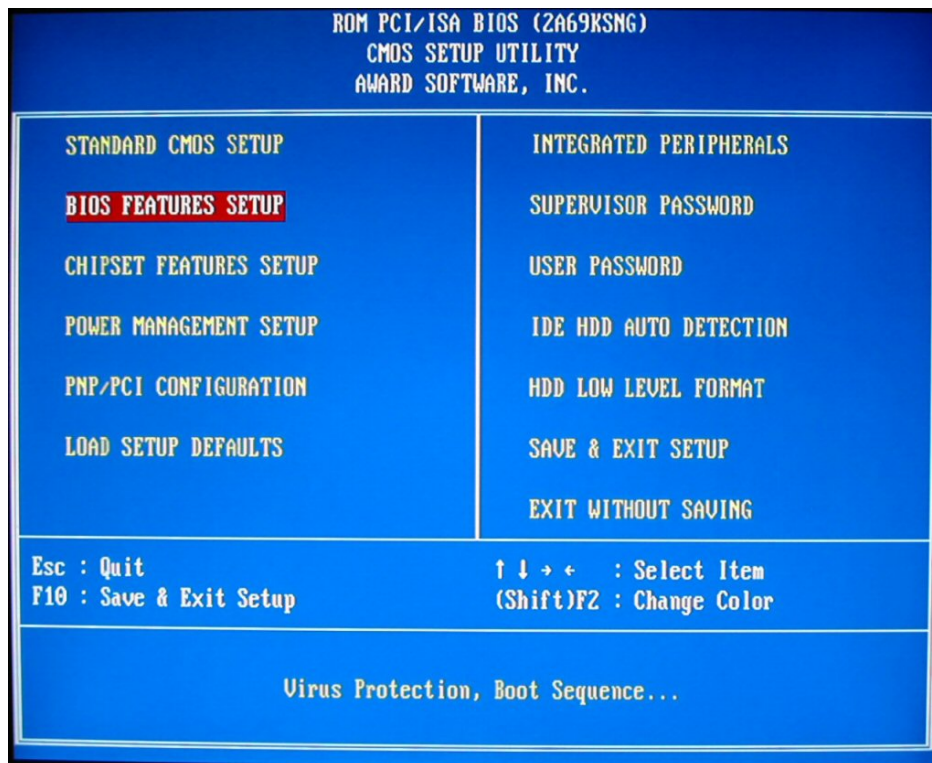 ROM PCI/ISA BIOS (2A69KSNG)
CMOS SETUP UTILITY
AWARD SOFTWARE, INC.
STANDARD CMOS SETUP
BIOS FEATURES SETUP
CHIPSET FEATURES SETUP
POWER MANAGEMENT SETUP
PNP/PCI CONFIGURATION
LOAD SETUP DEFAULTS
INTEGRATED PERIPHERALS
SUPERVISOR PASSWORD
USER PASSWORD
IDE HDD AUTO DETECTION
HDD LOW LEVEL FORMAT
SAVE & EXIT SETUP
EXIT WITHOUT SAVING
Esc : Quit
F10 : Save & Exit Setup
↑ ↓ → ← : Select Item
(Shift)F2 : Change Color
Virus Protection, Boot Sequence...